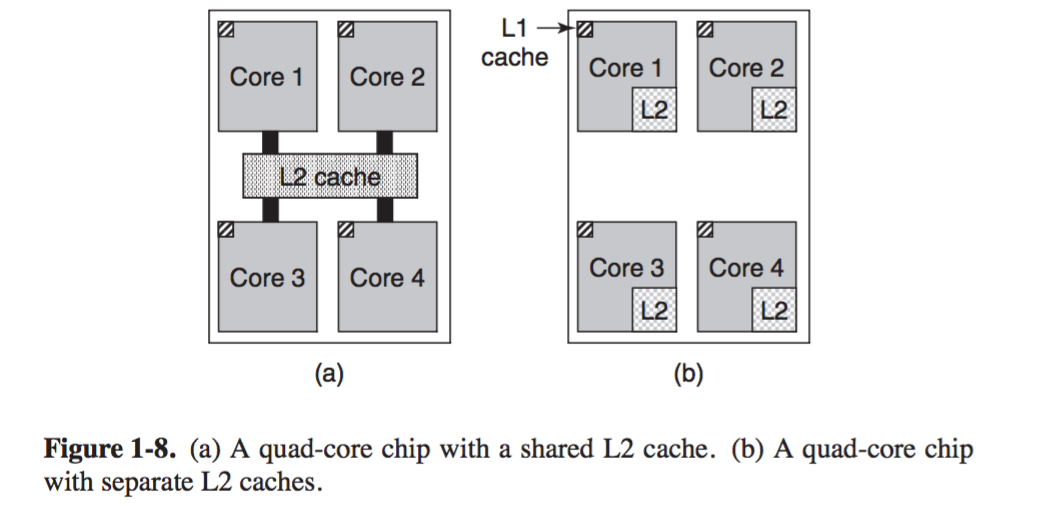 L1
cache
Core 1
Core 2
L2 cache
Core 3
Core 4
(a)
Core 1
L2
Core 2
L2
Core 3
L2
Core 4
L2
(b)
Figure 1-8. (a) A quad-core chip with a shared L2 cache. (b) A quad-core chip
with separate L2 caches.